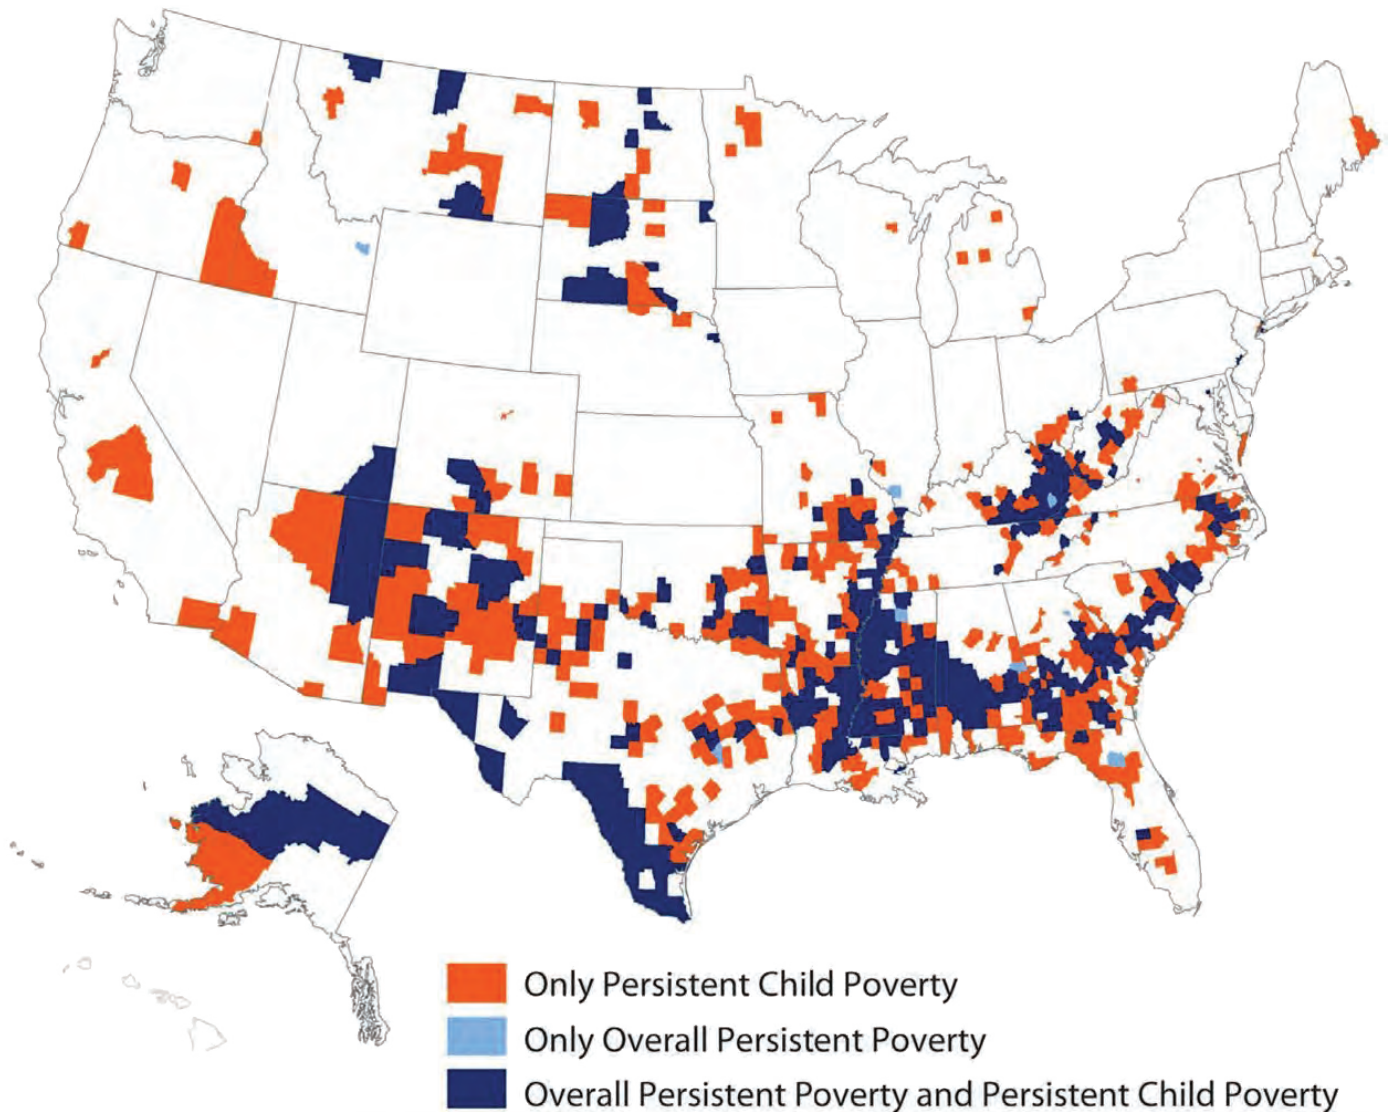 Only Persistent Child Poverty
Only Overall Persistent Poverty
Overall Persistent Poverty and Persistent Child Poverty